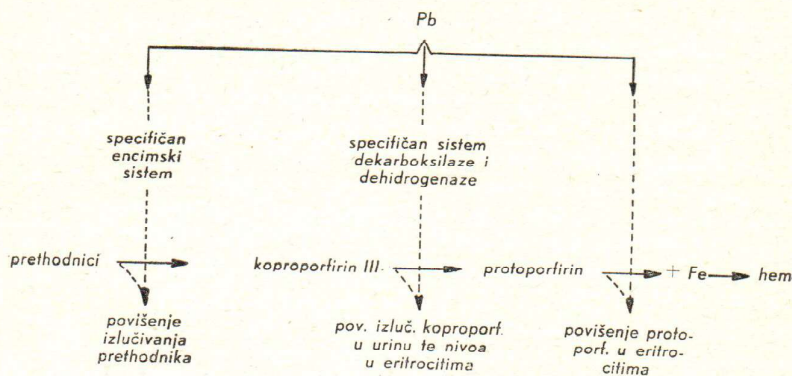 Pb
specifičan
encimski
sistem
specifičan sistem
dekarboksilaze i
dehidrogenaze
prethodnici
koproporfirin III
protoporfirin
+ Fe
hem
povišenje
izlučivanja
prethodnika
pov. izluč. koproporf.
u urinu te nivoa
u eritrocitima
povišenje proto-
porf. u eritro-
citima